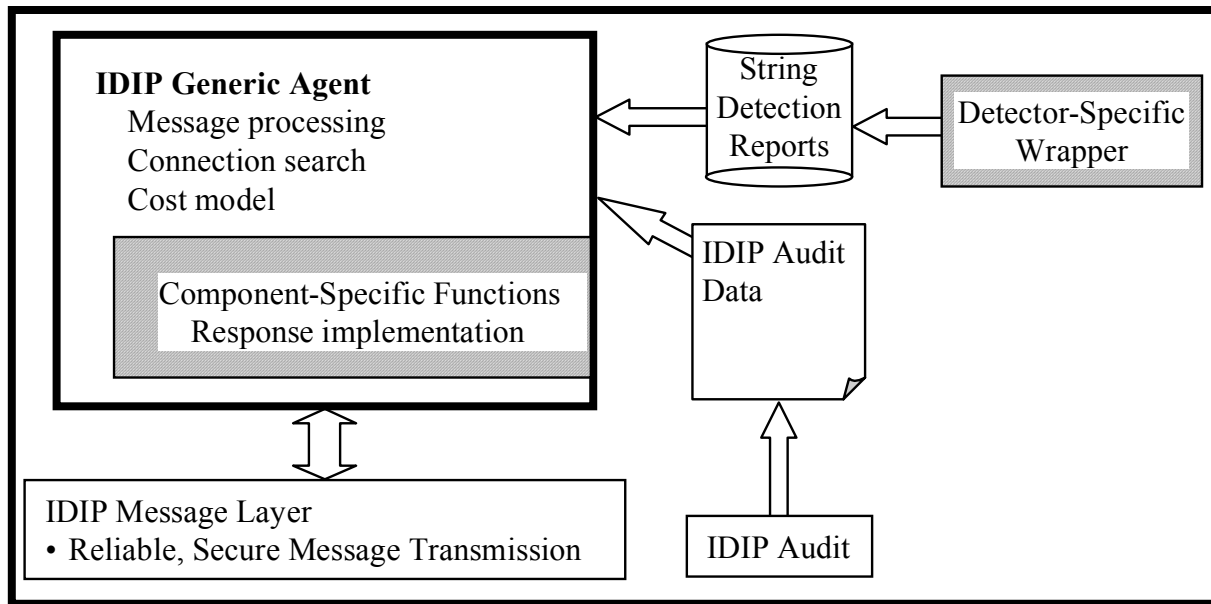 IDIP Generic Agent
Message processing
Connection search
Cost model
Component-Specific Functions
Response implementation
String
Detection
Reports
Detector-Specific
Wrapper
IDIP Audit
Data
IDIP Message Layer
• Reliable, Secure Message Transmission
IDIP Audit